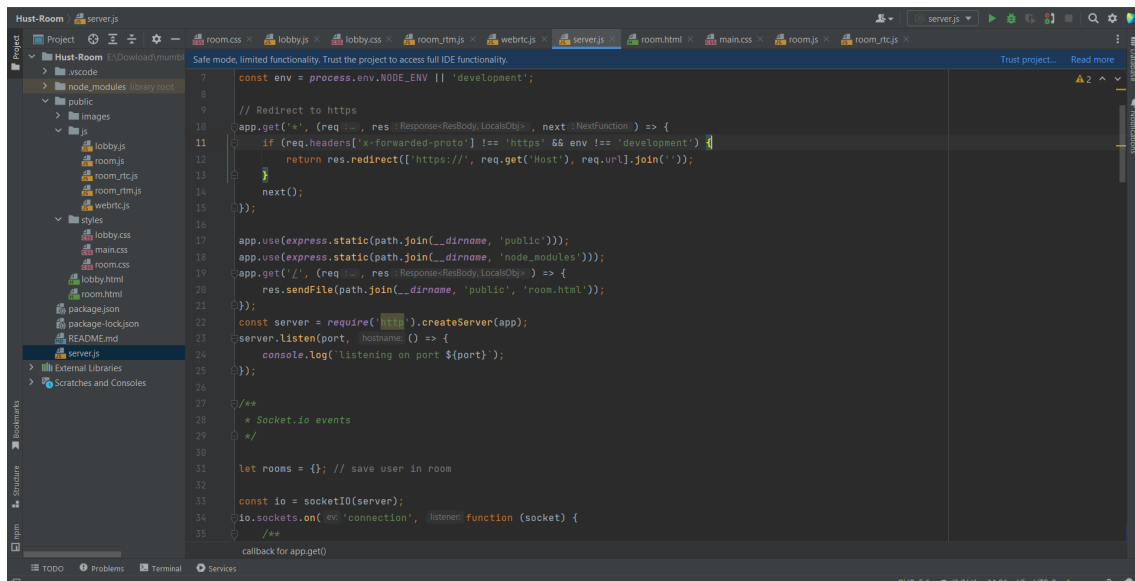 Hust-Room server.js
server.js
Project
room.css lobby.js lobby.css room_rtm.js webrtc.js server.js room.html main.css room.js room_rtc.js
Project
Hust-Room E:\Dowload\mumbl
.vscode
node_modules library root
public
images
js
lobby.js
room.js
room_rtc.js
room_rtm.js
webrtc.js
styles
lobby.css
main.css
room.css
lobby.html
room.html
package.json
package-lock.json
README.md
server.js
External Libraries
Scratches and Consoles
Safe mode, limited functionality. Trust the project to access full IDE functionality. Trust project... Read more
2
7 const env = process.env.NODE_ENV || 'development';
8
9 // Redirect to https
10 app.get('*', (req :… , res : Response<ResBody,LocalsObj> , next : NextFunction ) => {
11 if (req.headers['x-forwarded-proto'] !== 'https' && env !== 'development') {
12 return res.redirect(['https://', req.get('Host'), req.url].join(''));
13 }
14 next();
15 });
16
17 app.use(express.static(path.join(__dirname, 'public')));
18 app.use(express.static(path.join(__dirname, 'node_modules')));
19 app.get('/', (req :… , res : Response<ResBody,LocalsObj> ) => {
20 res.sendFile(path.join(__dirname, 'public', 'room.html'));
21 });
22 const server = require('http').createServer(app);
23 server.listen(port, hostname: () => {
24 console.log(`listening on port ${port}`);
25 });
26
27 /**
28 * Socket.io events
29 */
30
31 let rooms = {}; // save user in room
32
33 const io = socketIO(server);
34 io.sockets.on( ev: 'connection', listener: function (socket) {
35 /**
callback for app.get()
Database
Notifications
Bookmarks
Structure
npm
TODO Problems Terminal Services